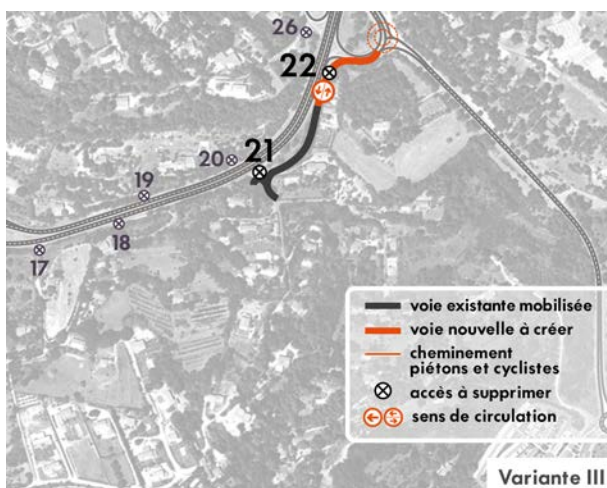 26
22
21
20
19
18
17
voie existante mobilisée
voie nouvelle à créer
cheminement
piétons et cyclistes
accès à supprimer
sens de circulation
Variante III